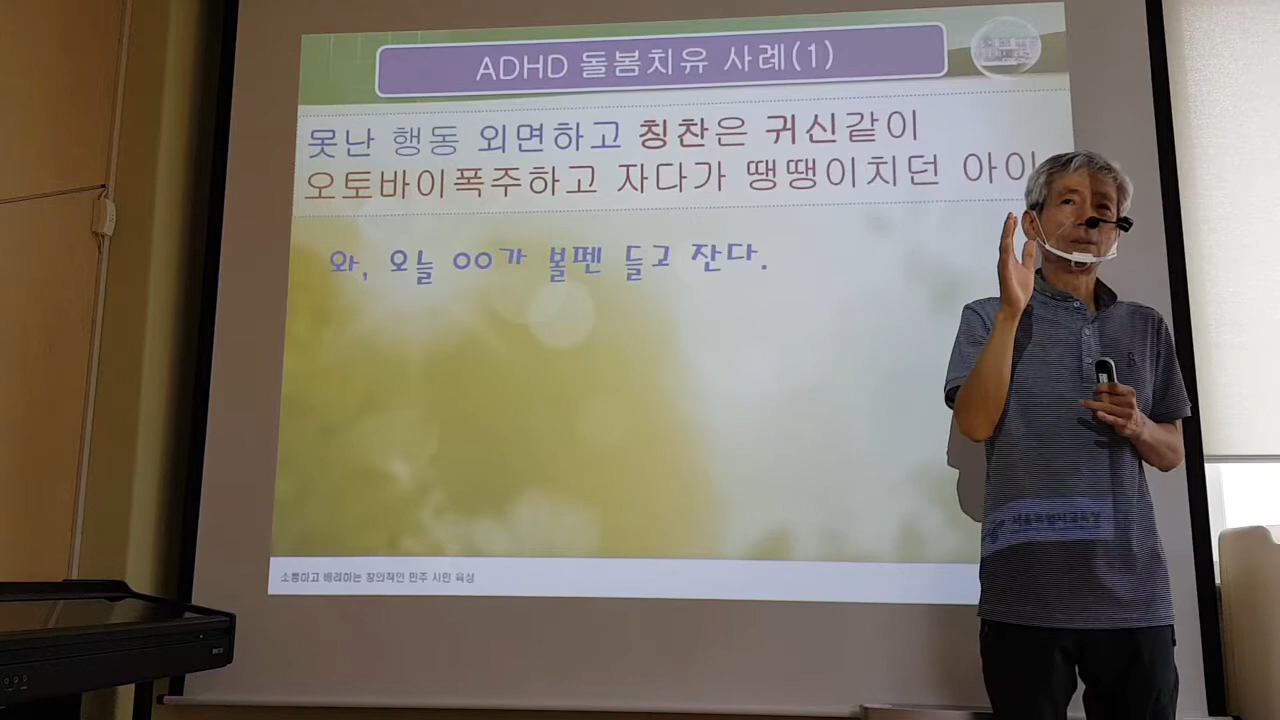 ADHD 돌봄치유 사례(1)
못난 행동 외면하고 칭찬은 귀신같이
오토바이폭주하고 자다가 땡땡이치던 아이
와, 오늘 OO가 볼펜 들고 잔다.
소통하고 배려하는 창의적인 민주 시민 육성